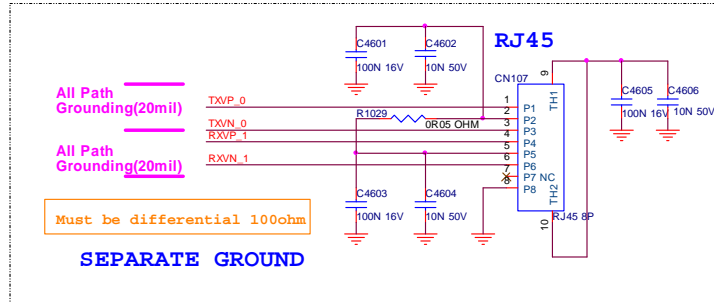 RJ45
C4601
100N 16V
C4602
10N 50V
CN107
9
TH1
C4605
100N 16V
C4606
10N 50V
All Path
Grounding(20mil)
TXVP_0
1
P1
R1029
2
P2
TXVN_0
0R05 OHM
3
P3
RXVP_1
4
P4
All Path
Grounding(20mil)
5
P5
RXVN_1
6
P6
7
P7 NC
8
P8
TH2
C4603
100N 16V
C4604
10N 50V
10
RJ45 8P
Must be differential 100ohm
SEPARATE GROUND